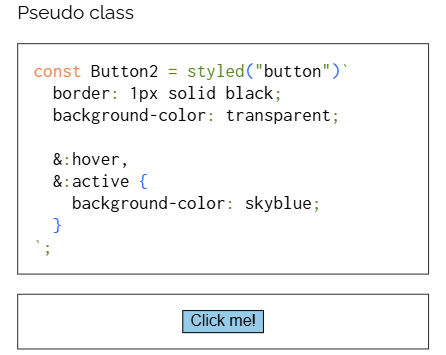 Pseudo class
const Button2 = styled("button")`
  border: 1px solid black;
  background-color: transparent;

  &:hover,
  &:active {
    background-color: skyblue;
  }
`;
Click me!